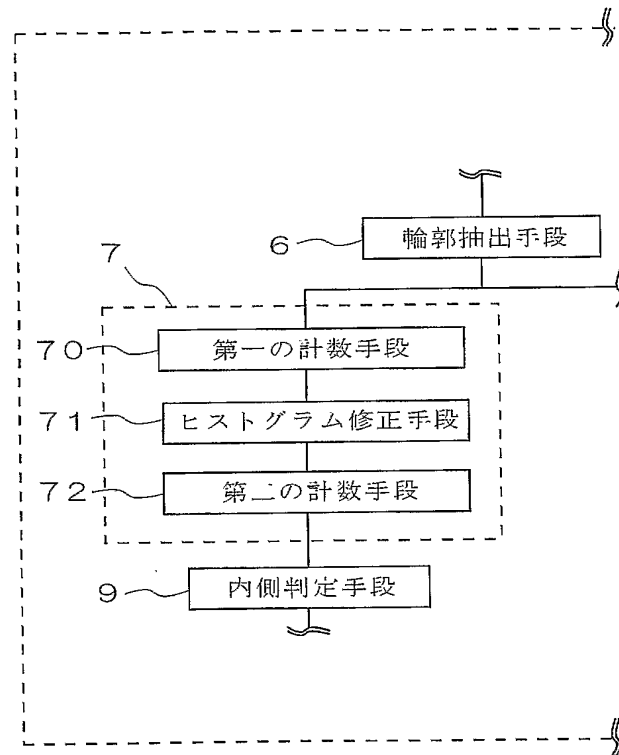 6 輪郭抽出手段
7
70 第一の計数手段
71 ヒストグラム修正手段
72 第二の計数手段
9 内側判定手段